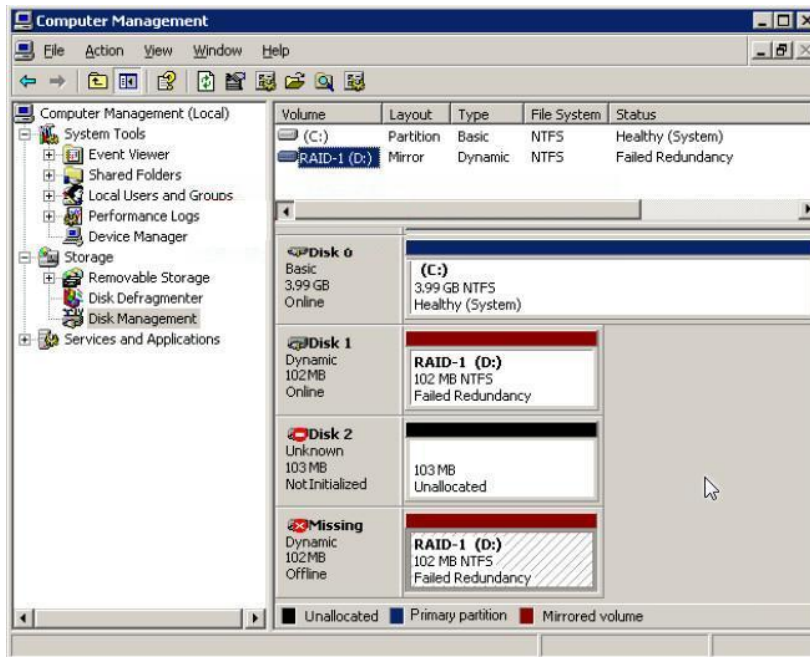 Computer Management
File Action View Window Help
Computer Management (Local)
System Tools
Event Viewer
Shared Folders
Local Users and Groups
Performance Logs
Device Manager
Storage
Removable Storage
Disk Defragmenter
Disk Management
Services and Applications
Volume Layout Type File System Status
(C:) Partition Basic NTFS Healthy (System)
RAID-1 (D:) Mirror Dynamic NTFS Failed Redundancy
Disk 0
Basic
3.99 GB
Online
(C:)
3.99 GB NTFS
Healthy (System)
Disk 1
Dynamic
102 MB
Online
RAID-1 (D:)
102 MB NTFS
Failed Redundancy
Disk 2
Unknown
103 MB
Not Initialized
103 MB
Unallocated
Missing
Dynamic
102 MB
Offline
RAID-1 (D:)
102 MB NTFS
Failed Redundancy
Unallocated Primary partition Mirrored volume